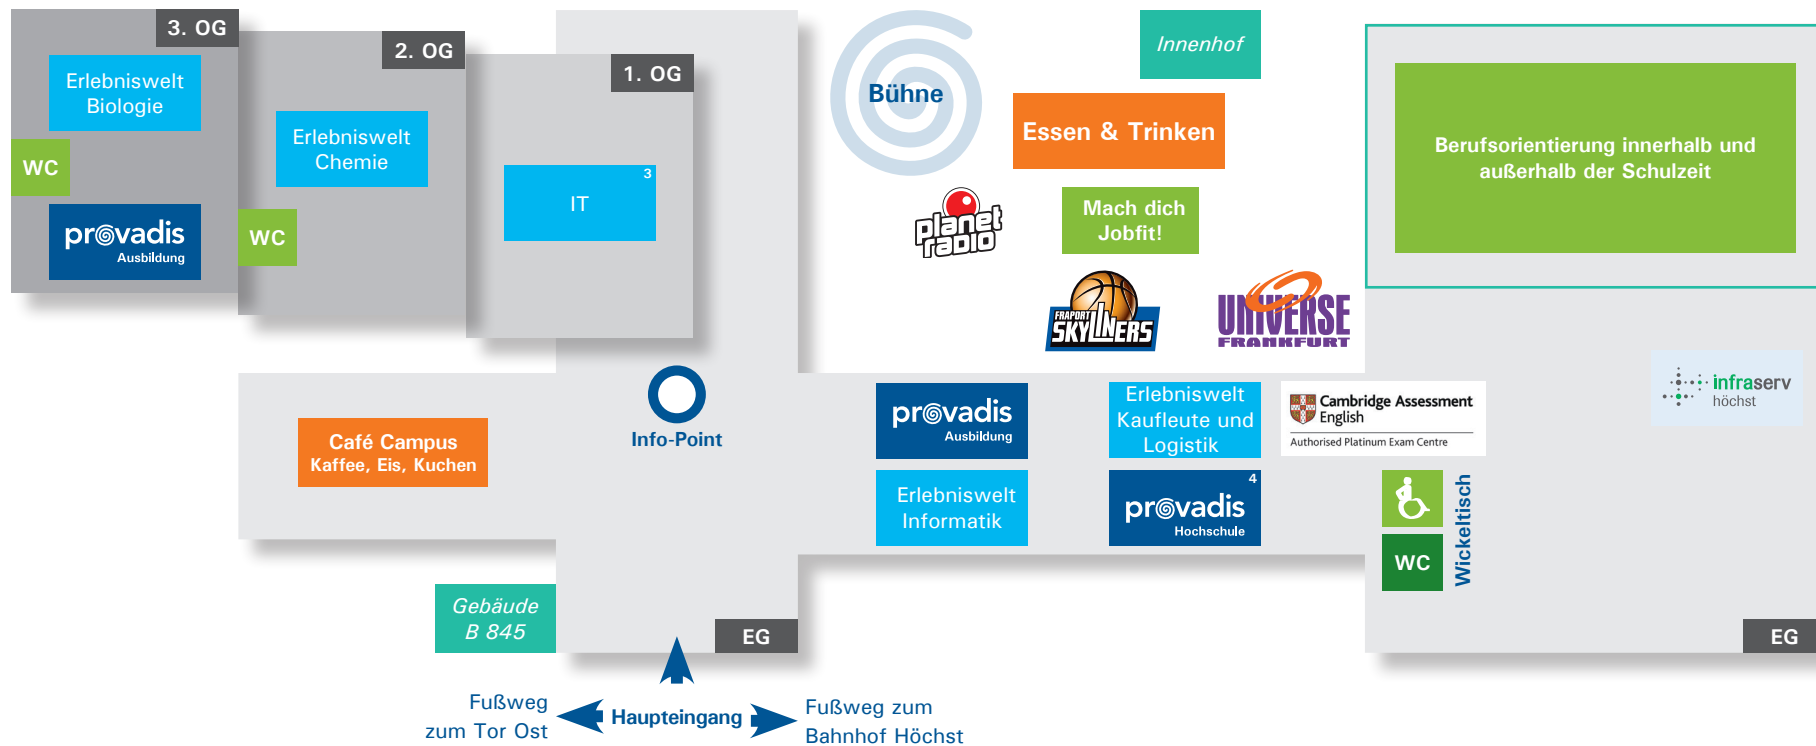 3. OG
Erlebniswelt
Biologie
WC
provadis
Ausbildung
2. OG
Erlebniswelt
Chemie
WC
1. OG
3
IT
Bühne
Innenhof
Essen & Trinken
planet
radio
Mach dich
Jobfit!
FRAPORT
SKYLINERS
UNIVERSE
FRANKFURT
Berufsorientierung innerhalb und
außerhalb der Schulzeit
Café Campus
Kaffee, Eis, Kuchen
Info-Point
provadis
Ausbildung
Erlebniswelt
Kaufleute und
Logistik
Cambridge Assessment
English
Authorised Platinum Exam Centre
infraserv
höchst
Erlebniswelt
Informatik
4
provadis
Hochschule
WC
Wickeltisch
Gebäude
B 845
EG
EG
Fußweg
zum Tor Ost
Haupteingang
Fußweg zum
Bahnhof Höchst